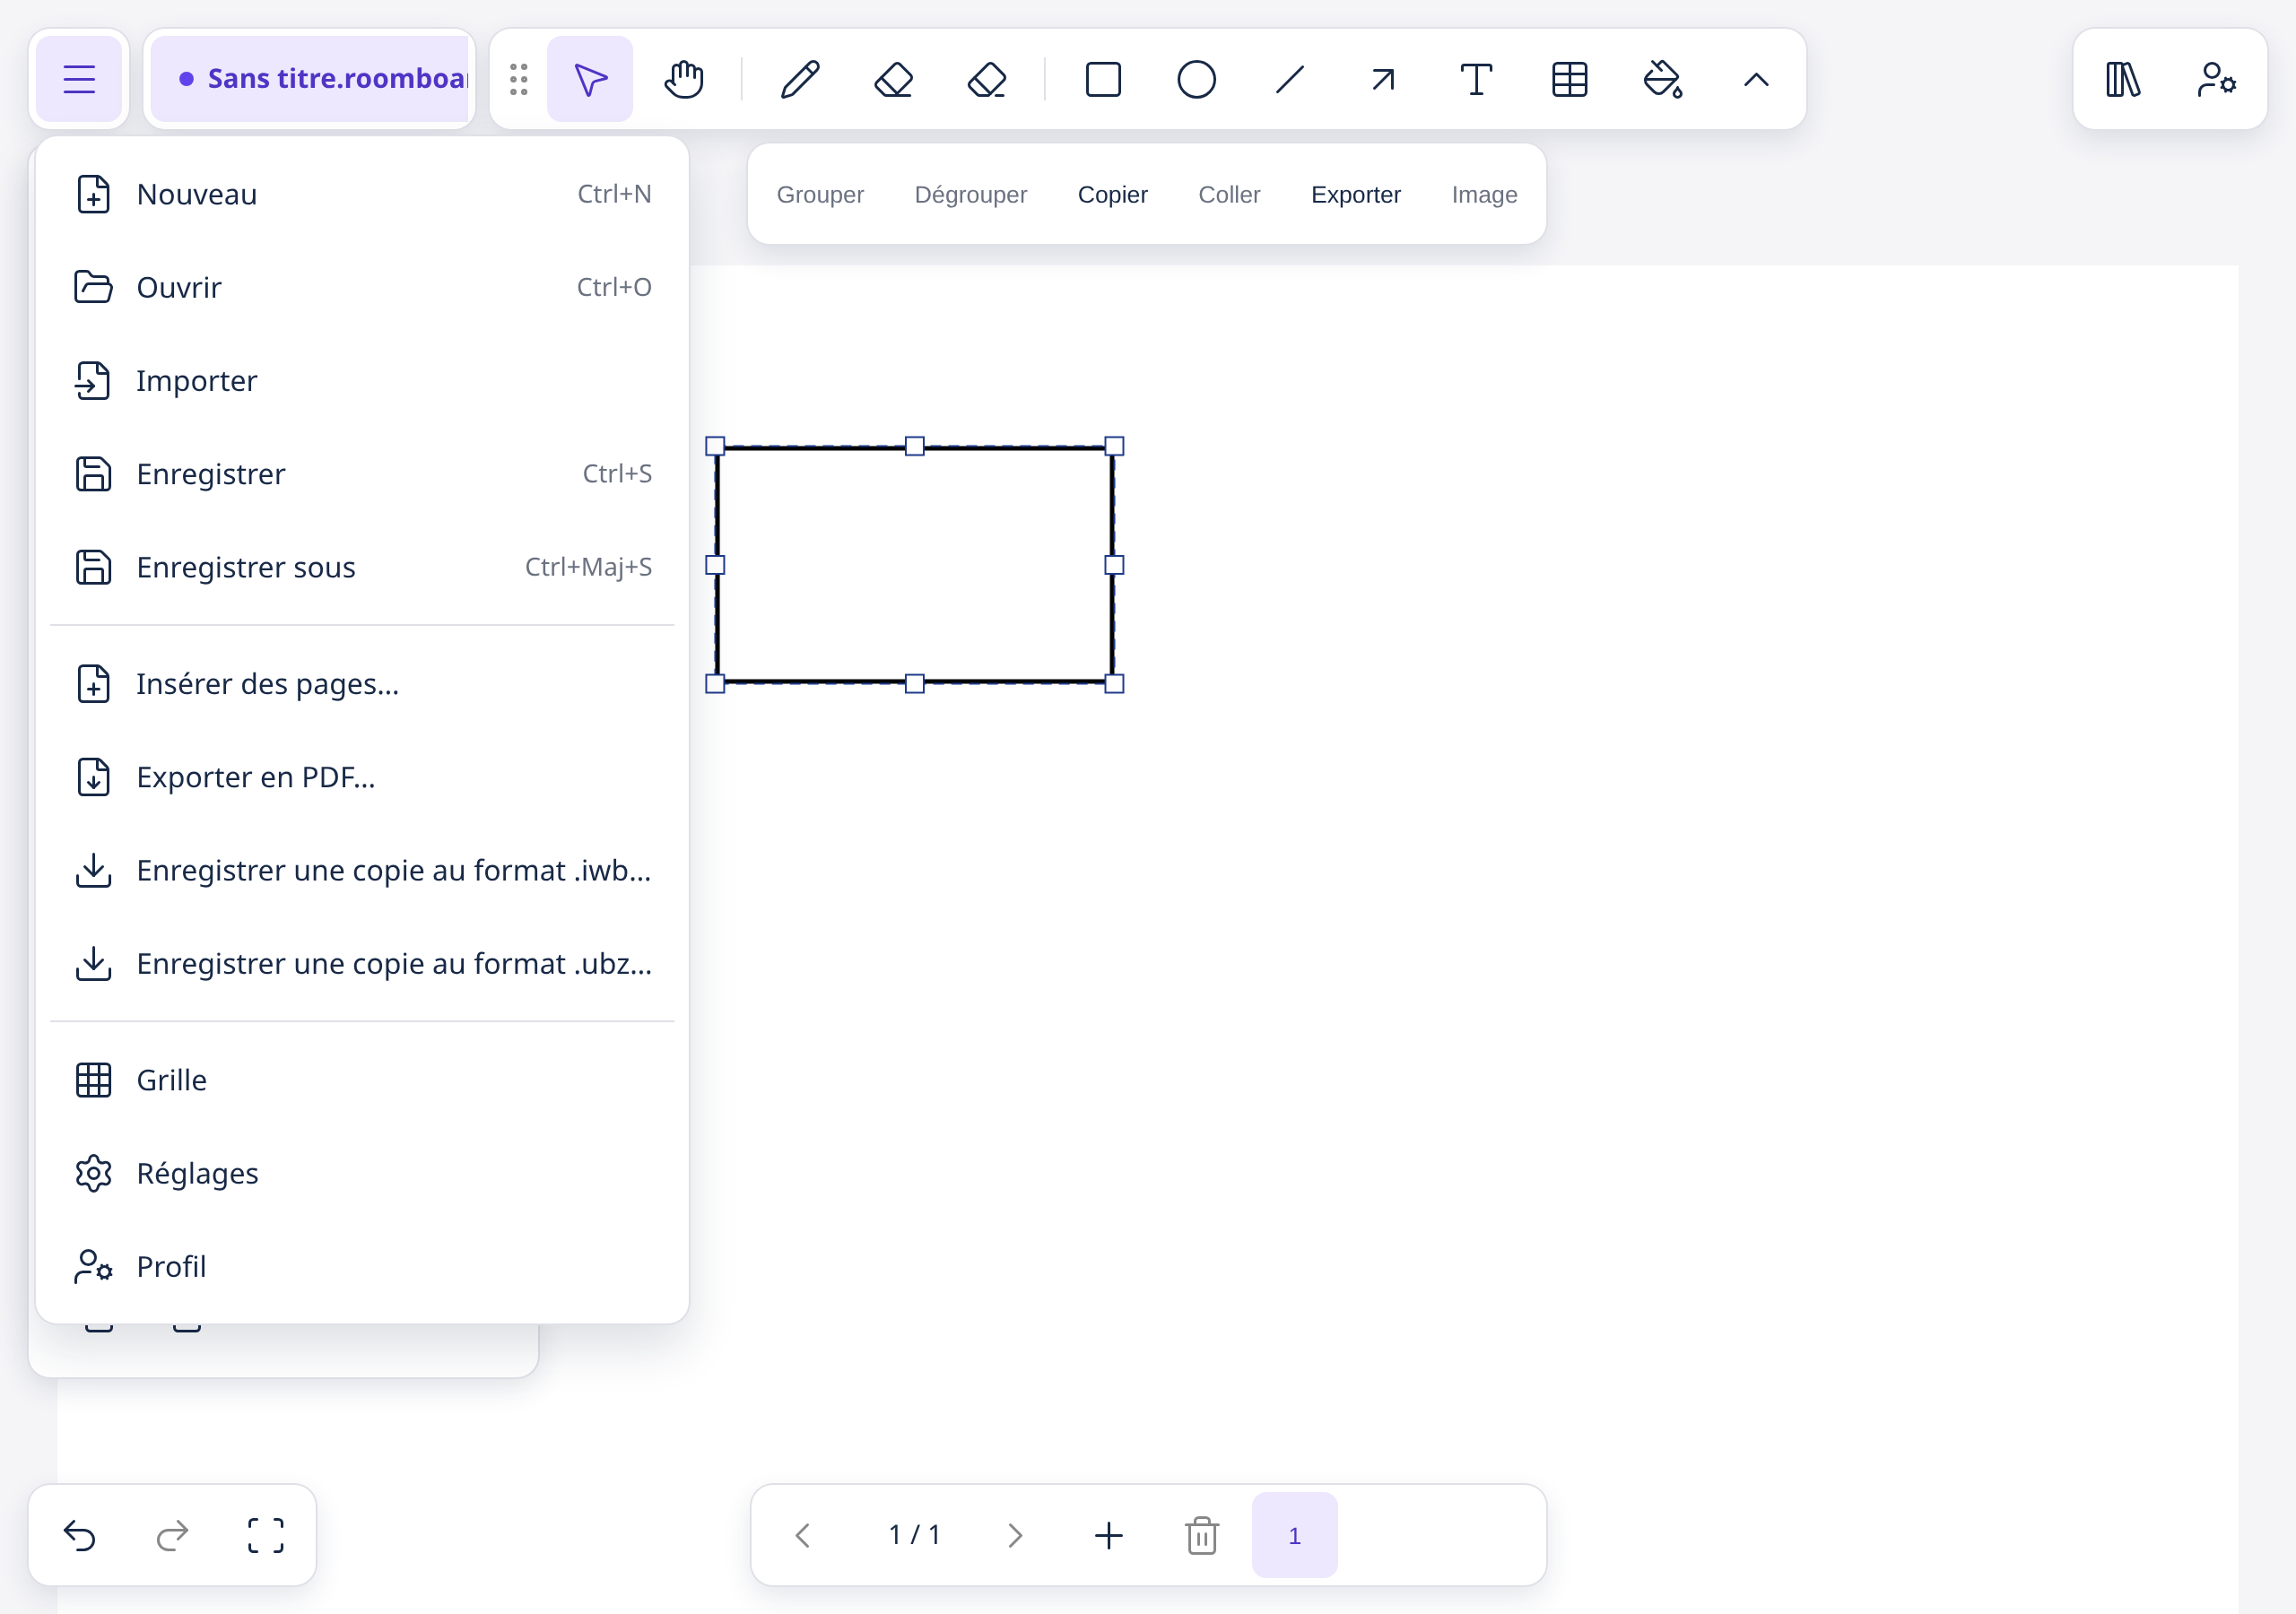 Sans titre.roomboar
Grouper Dégrouper Copier Coller Exporter Image
Nouveau Ctrl+N
Ouvrir Ctrl+O
Importer
Enregistrer Ctrl+S
Enregistrer sous Ctrl+Maj+S
Insérer des pages...
Exporter en PDF...
Enregistrer une copie au format .iwb...
Enregistrer une copie au format .ubz...
Grille
Réglages
Profil
1 / 1
1